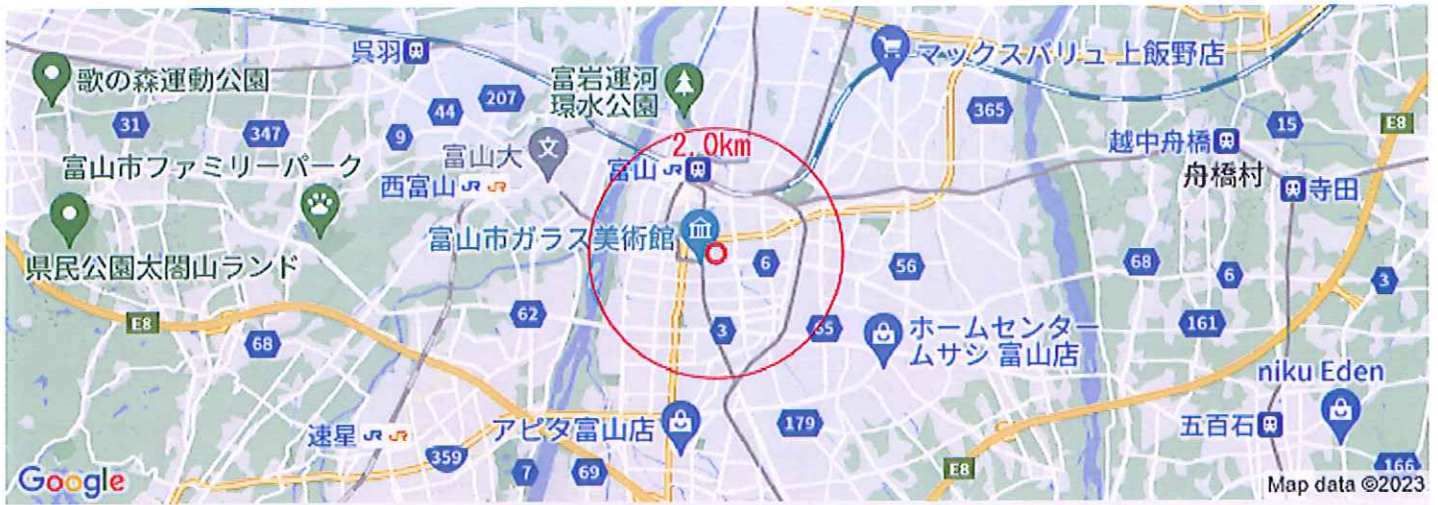 呉羽
マックスバリュ 上飯野店
歌の森運動公園
富岩運河
環水公園
207
44
365
31
347
9
15
E8
2.0km
越中舟橋
富山市ファミリーパーク
富山大
富山
西富山
舟橋村
寺田
富山市ガラス美術館
県民公園太閤山ランド
6
56
68
6
3
E8
62
3
35
161
68
ホームセンター
ムサシ 富山店
niku Eden
アピタ富山店
179
五百石
速星
359
7
69
E8
166
Google
Map data ©2023